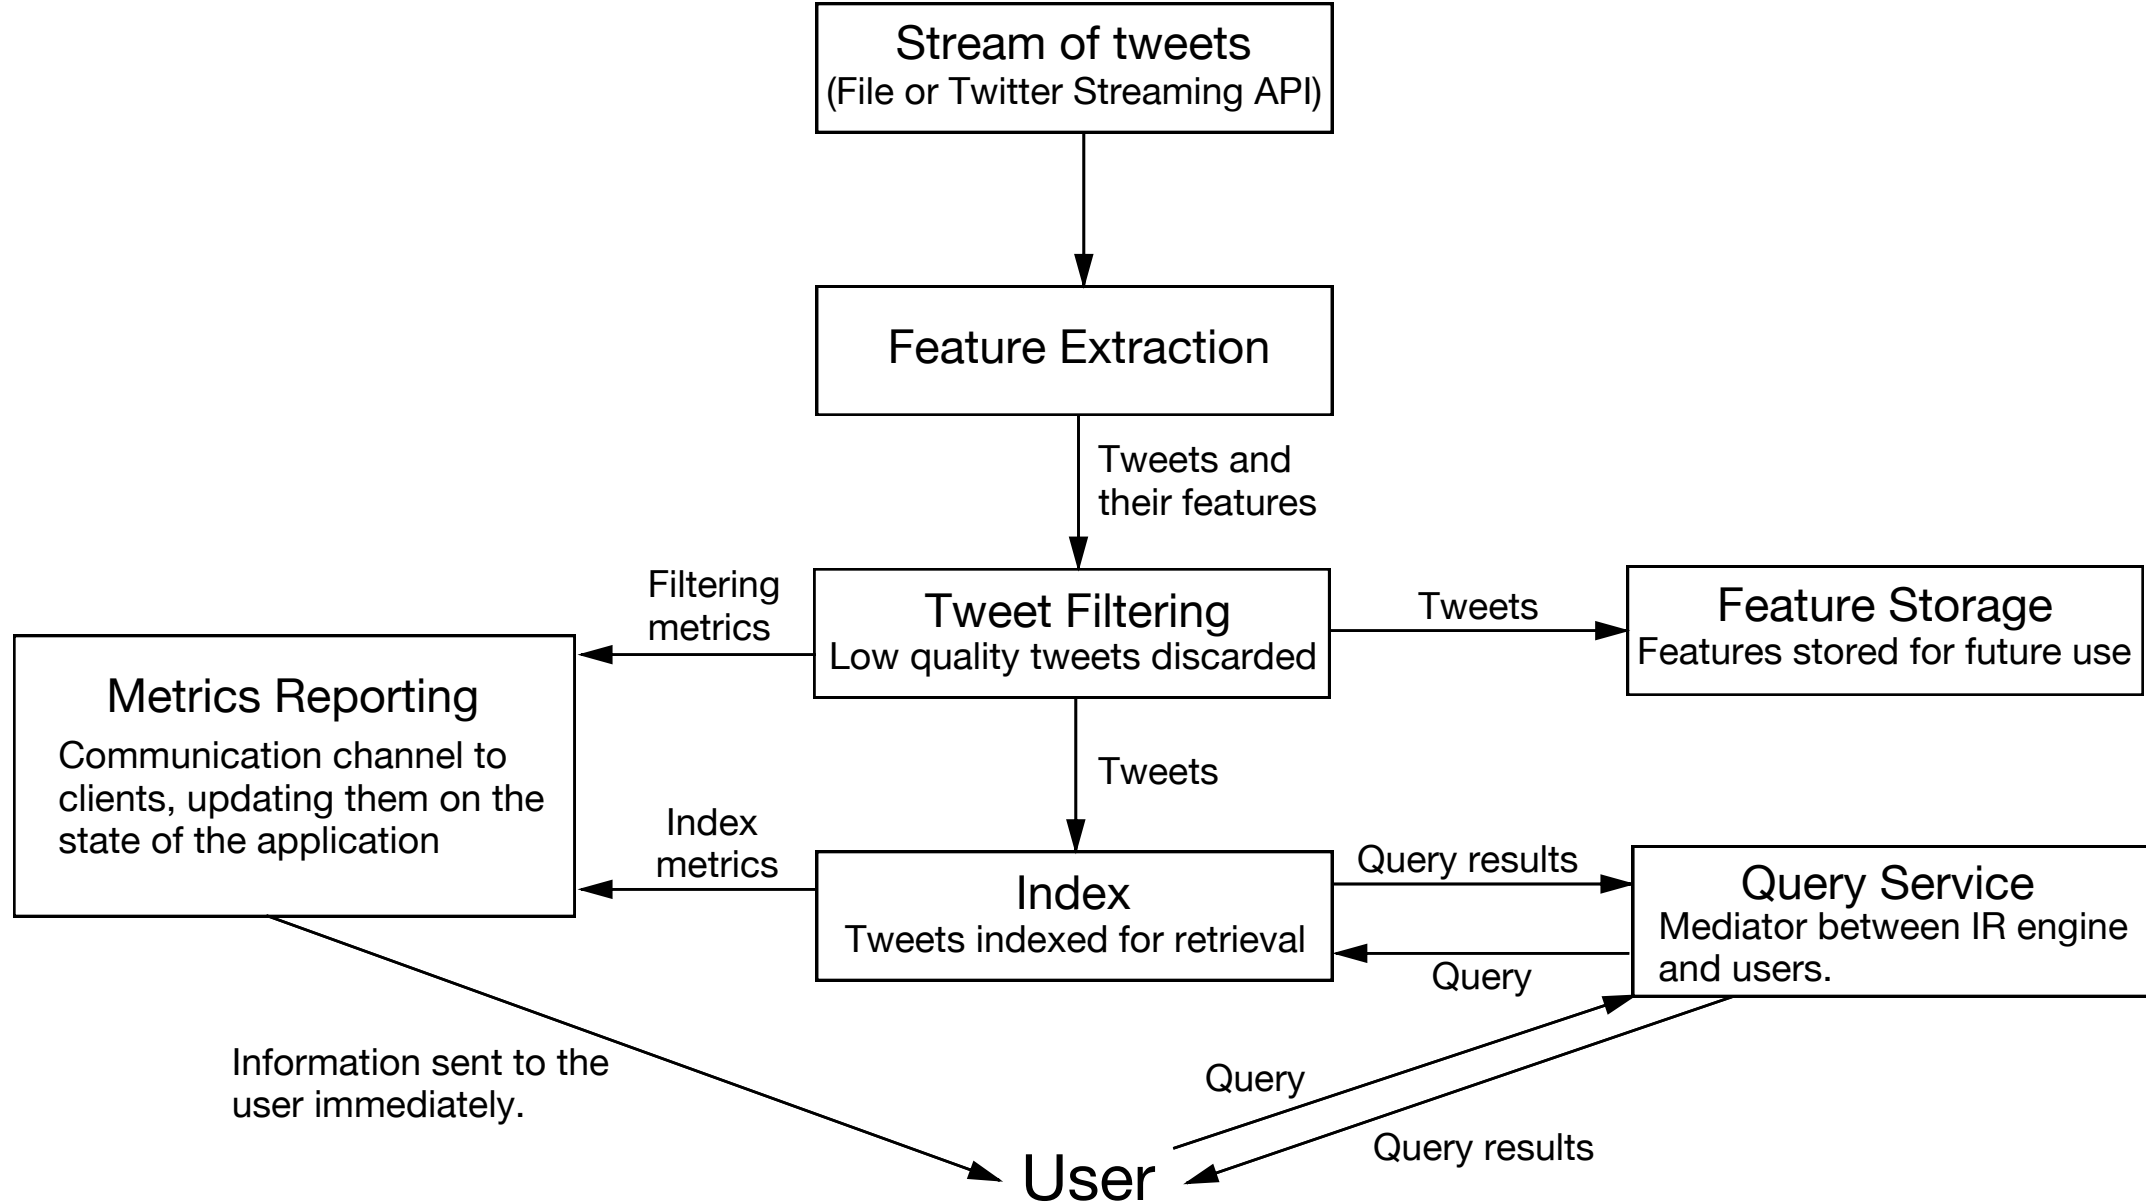 Stream of tweets
(File or Twitter Streaming API)
Feature Extraction
Tweets and
their features
Filtering
metrics
Tweet Filtering
Low quality tweets discarded
Tweets
Feature Storage
Features stored for future use
Metrics Reporting
Communication channel to
clients, updating them on the
state of the application
Tweets
Index
metrics
Index
Tweets indexed for retrieval
Query results
Query
Query Service
Mediator between IR engine
and users.
Information sent to the
user immediately.
Query
Query results
User